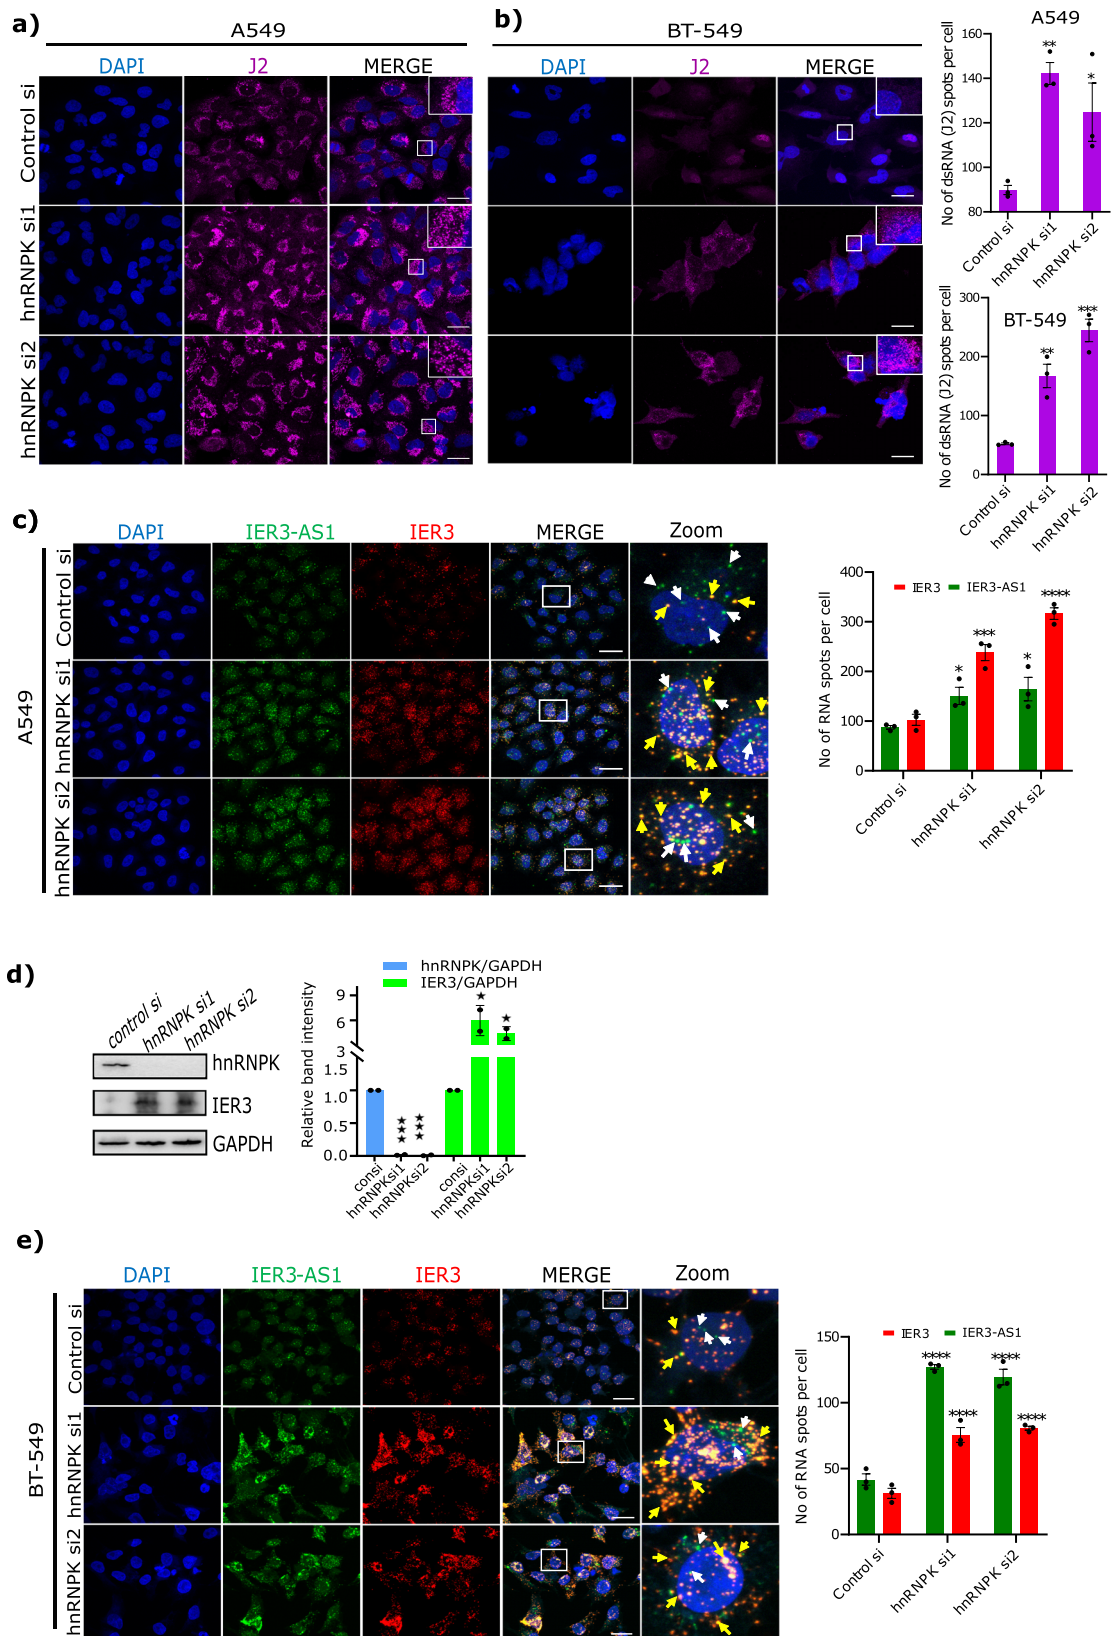 a)
A549
DAPI
J2
MERGE
Control si
hnRNPK si1
hnRNPK si2
b)
BT-549
DAPI
J2
MERGE
A549
No of dsRNA (J2) spots per cell
160
140
120
100
80
**
*
Control si
hnRNPK si1
hnRNPK si2
BT-549
No of dsRNA (J2) spots per cell
300
200
100
0
**
***
Control si
hnRNPK si1
hnRNPK si2
c)
DAPI
IER3-AS1
IER3
MERGE
Zoom
A549
Control si
hnRNPK si1
hnRNPK si2
IER3
IER3-AS1
No of RNA spots per cell
400
300
200
100
0
*
***
*
****
Control si
hnRNPK si1
hnRNPK si2
d)
control si
hnRNPK si1
hnRNPK si2
hnRNPK
IER3
GAPDH
hnRNPK/GAPDH
IER3/GAPDH
Relative band intensity
9
6
3
1.5
1.0
0.5
0.0
★★★
★★★
★
★
consi
hnRNPKsi1
hnRNPKsi2
consi
hnRNPKsi1
hnRNPKsi2
e)
DAPI
IER3-AS1
IER3
MERGE
Zoom
BT-549
Control si
hnRNPK si1
hnRNPK si2
IER3
IER3-AS1
No of RNA spots per cell
150
100
50
0
****
****
****
****
Control si
hnRNPK si1
hnRNPK si2